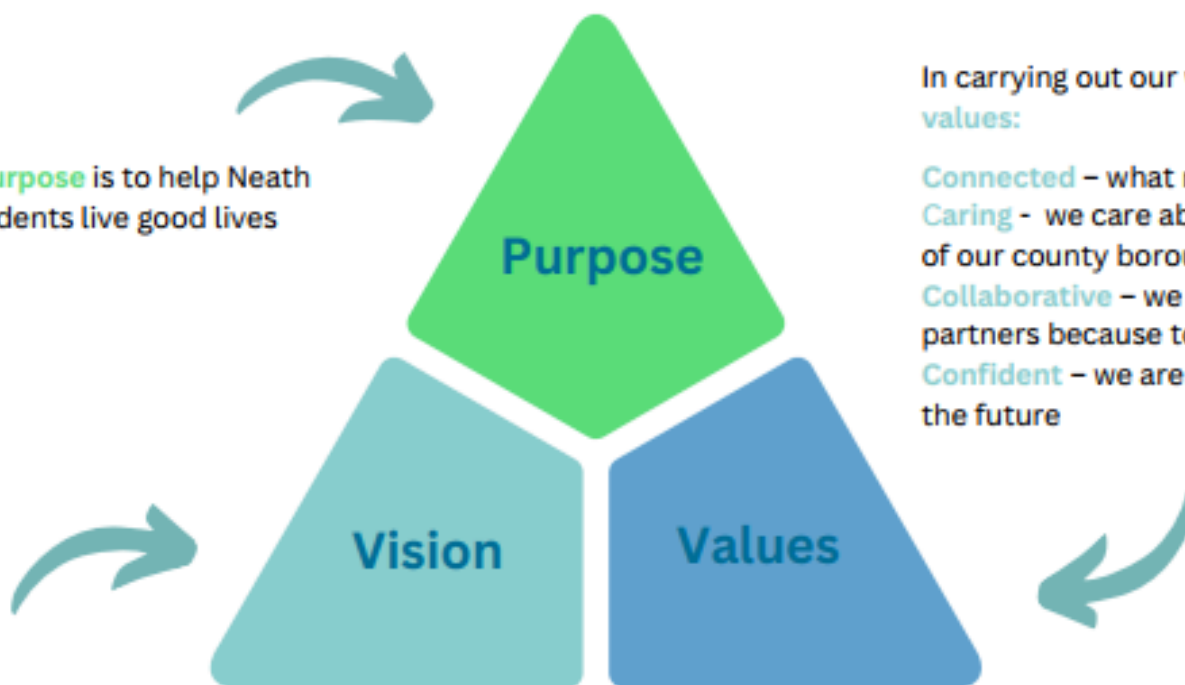 urpose is to help Neath
dents live good lives
Purpose
Vision
Values
In carrying out our
values:
Connected – what
Caring - we care ab
of our county borou
Collaborative – we
partners because to
Confident – we are
the future